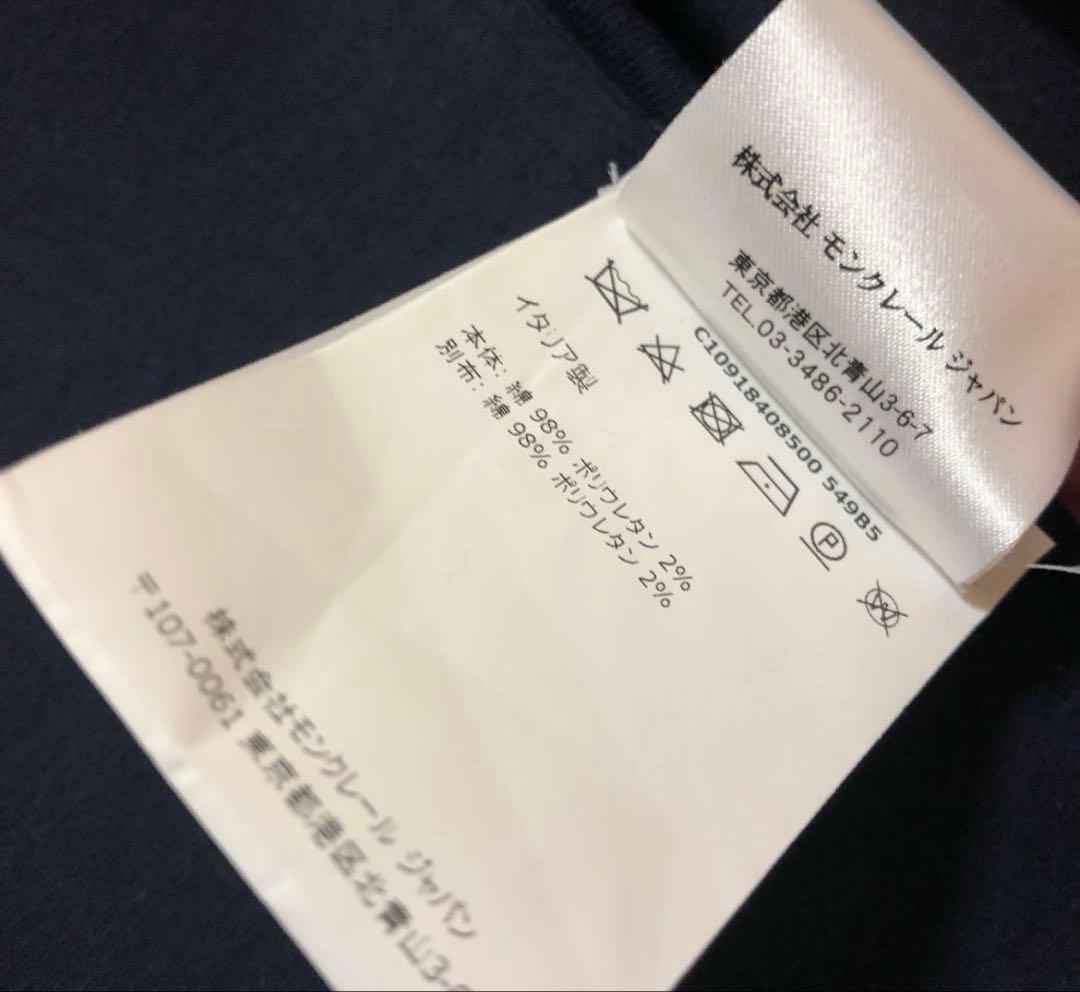 株式会社 モンクレール ジャパン
東京都港区北青山3-6-7
TEL.03-3486-2110
C10918408500 549B5
P
W
イタリア製
本体: 綿 98% ポリウレタン 2%
別布: 綿 98% ポリウレタン 2%
株式会社モンクレール ジャパン
〒107-0061 東京都港区北青山3-6